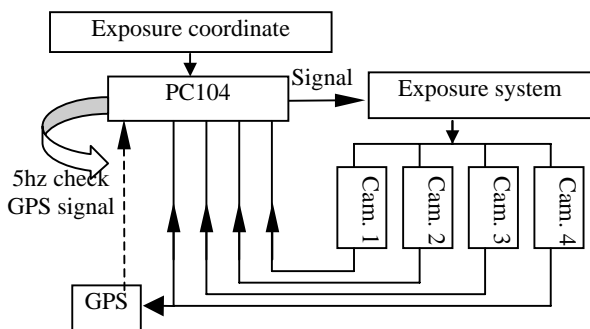 Exposure coordinate
PC104
Signal
Exposure system
5hz check
GPS signal
Cam. 1
Cam. 2
Cam. 3
Cam. 4
GPS